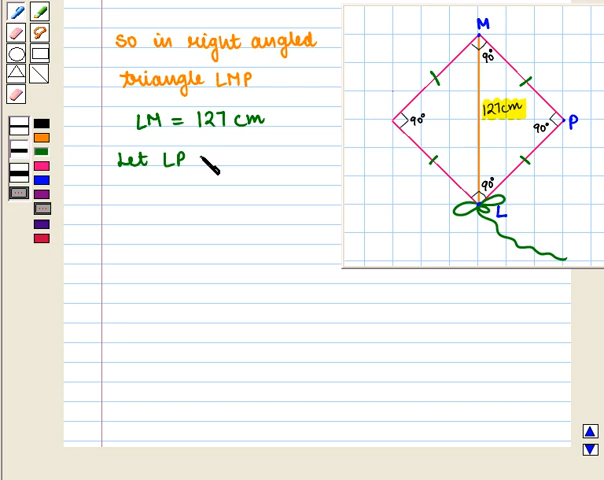 So in right angled
triangle LMP
LM = 127 cm
Let LP
M
90°
127cm
90°
90°
P
90°
L